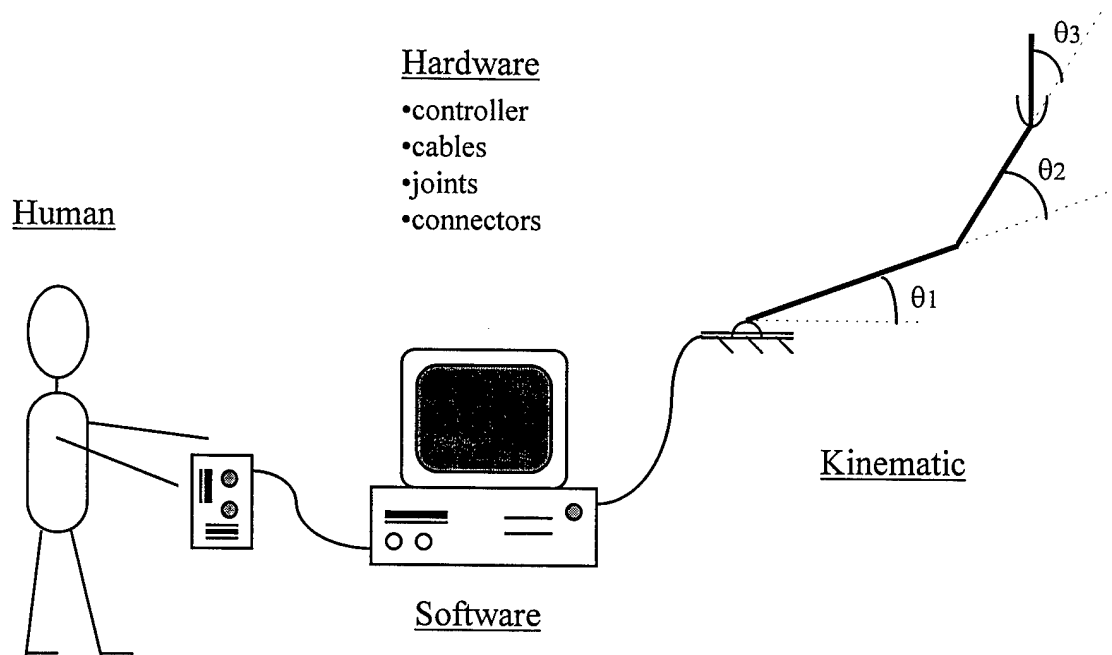 Hardware
•controller
•cables
•joints
•connectors
Human
θ3
θ2
θ1
Kinematic
Software